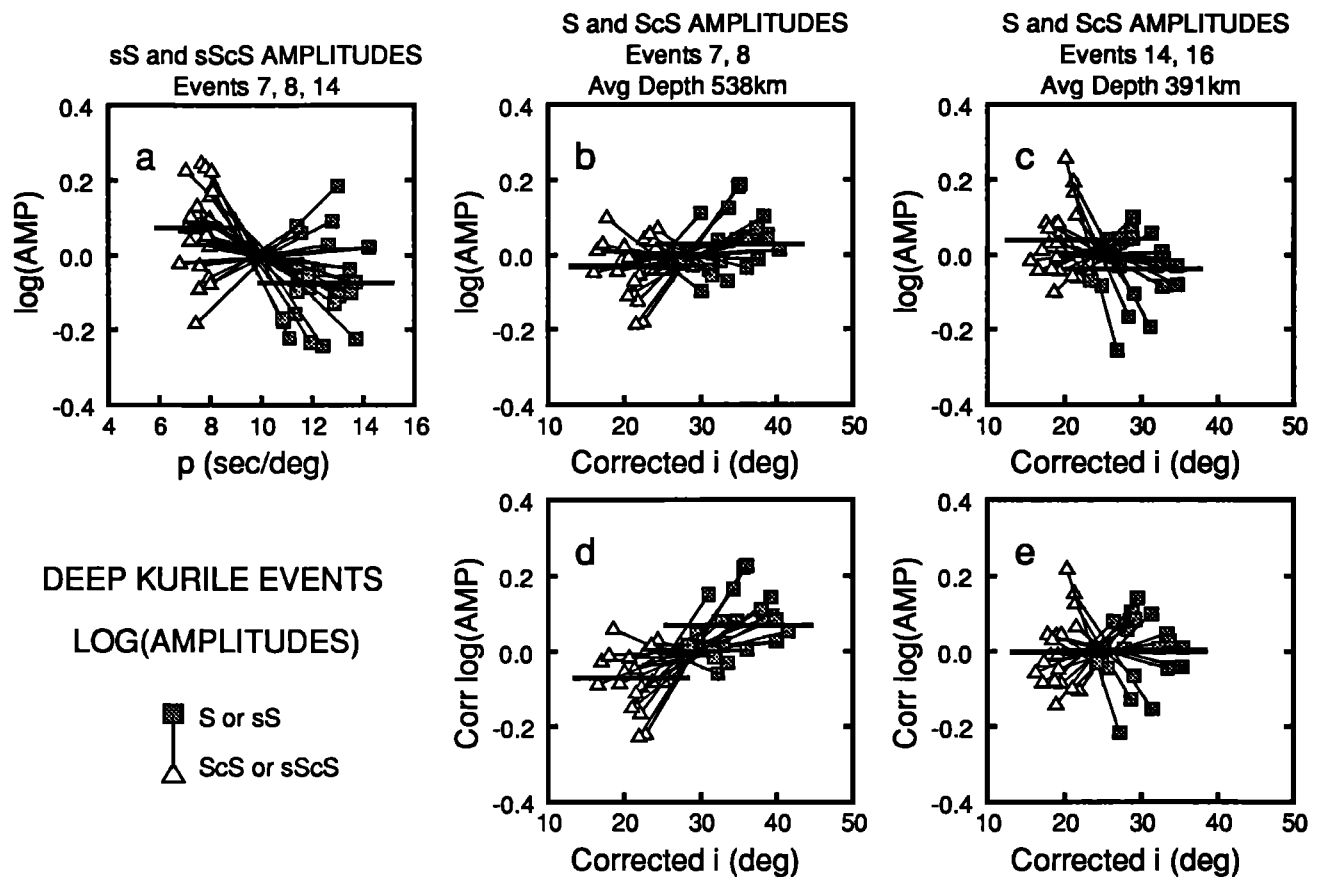 sS and sScS AMPLITUDES
Events 7, 8, 14
S and ScS AMPLITUDES
Events 7, 8
Avg Depth 538km
S and ScS AMPLITUDES
Events 14, 16
Avg Depth 391km
a
log(AMP)
0.4
0.2
0.0
-0.2
-0.4
4 6 8 10 12 14 16
p (sec/deg)
b
log(AMP)
0.4
0.2
0.0
-0.2
-0.4
10 20 30 40 50
Corrected i (deg)
c
log(AMP)
0.4
0.2
0.0
-0.2
-0.4
10 20 30 40 50
Corrected i (deg)
DEEP KURILE EVENTS
LOG(AMPLITUDES)
S or sS
ScS or sScS
d
Corr log(AMP)
0.4
0.2
0.0
-0.2
-0.4
10 20 30 40 50
Corrected i (deg)
e
Corr log(AMP)
0.4
0.2
0.0
-0.2
-0.4
10 20 30 40 50
Corrected i (deg)